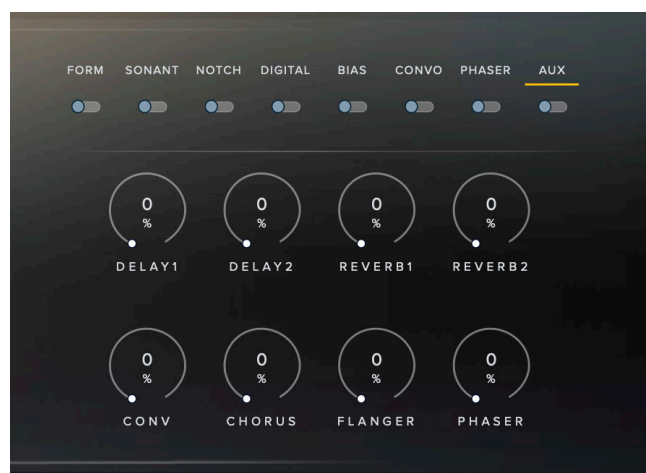 FORM SONANT NOTCH DIGITAL BIAS CONVO PHASER AUX
0 0 0 0
% % % %
DELAY1 DELAY2 REVERB1 REVERB2
0 0 0 0
% % % %
CONV CHORUS FLANGER PHASER